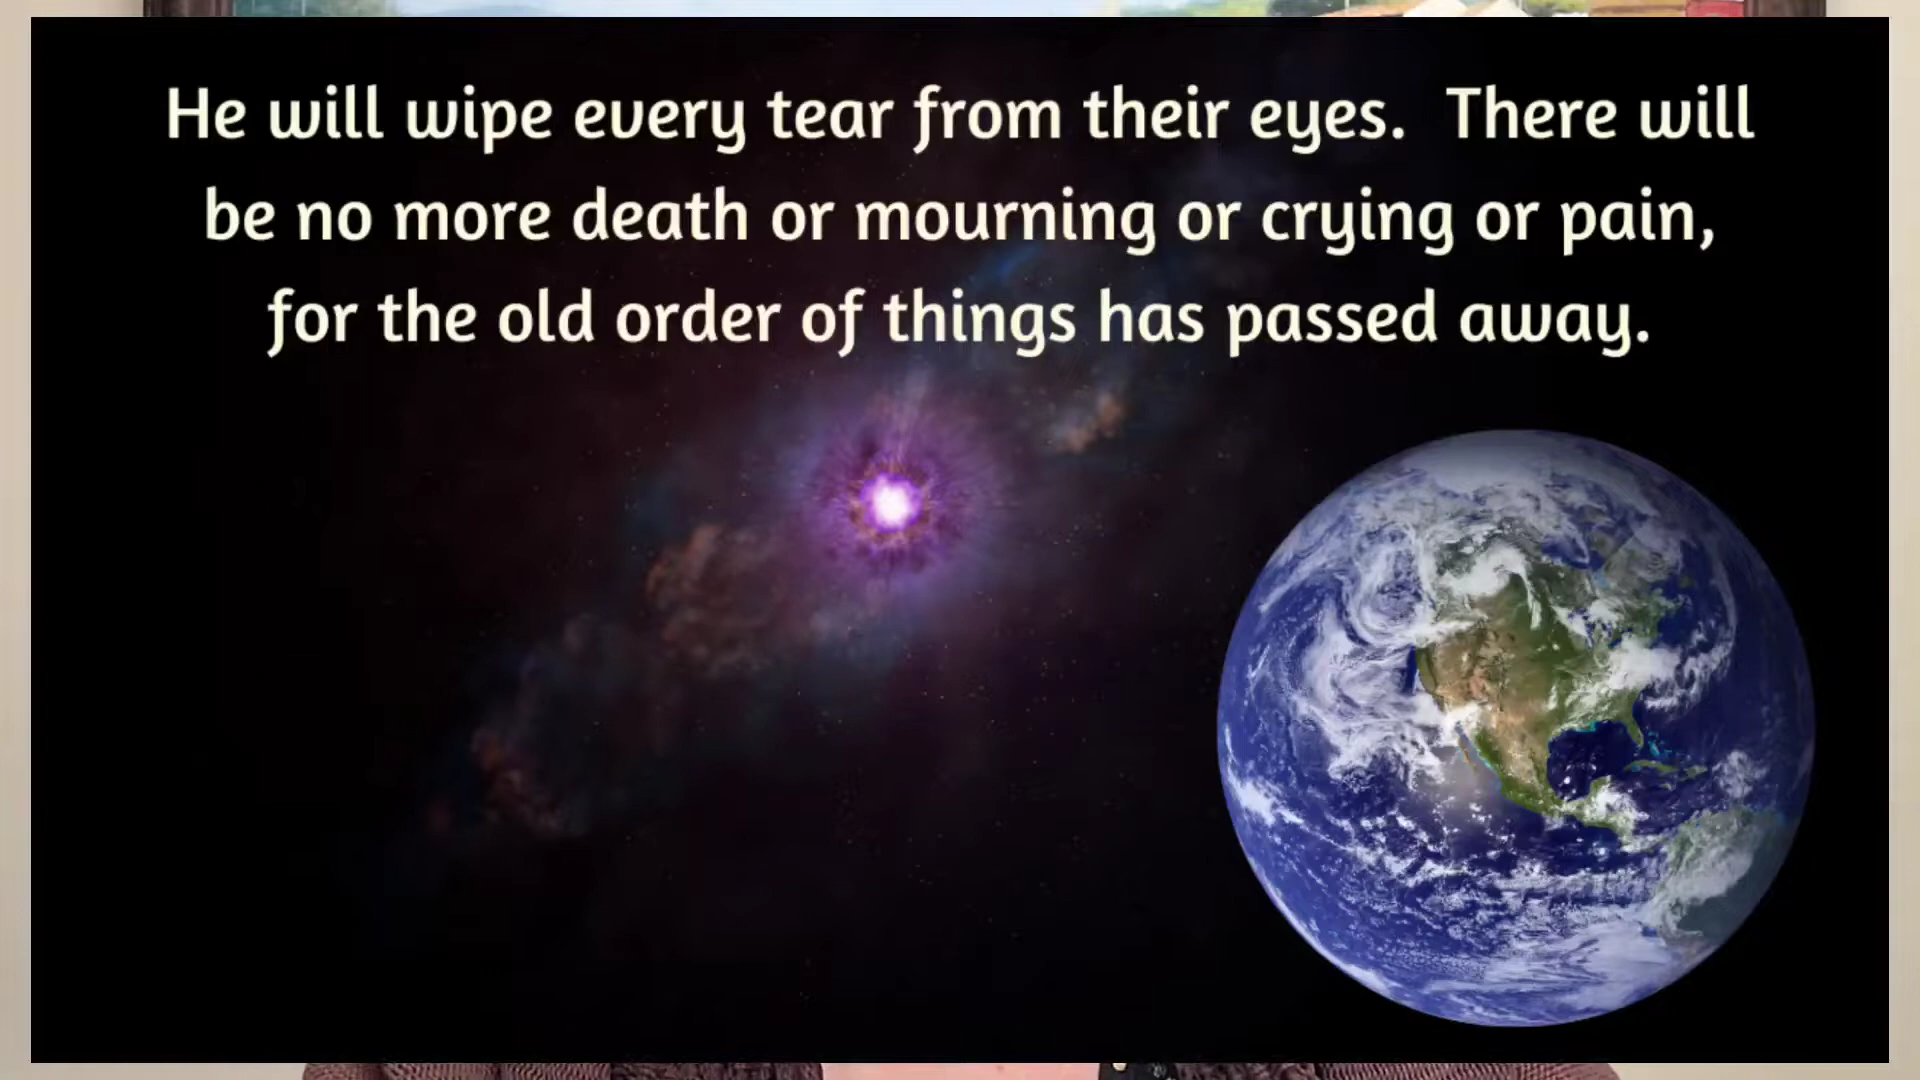 He will wipe every tear from their eyes.  There will
be no more death or mourning or crying or pain,
for the old order of things has passed away.